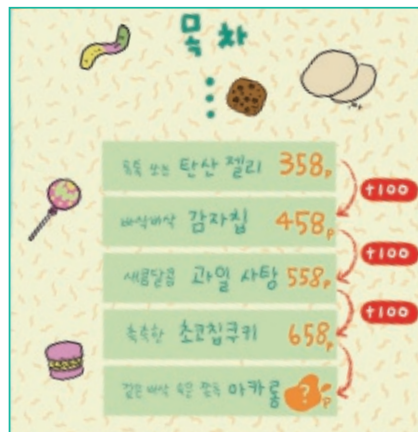 목차
톡톡 쏘는 탄산 젤리 358p
+100
바삭바삭 감자칩 458p
+100
새콤달콤 과일 사탕 558p
+100
촉촉한 초코칩쿠키 658p
겉은 바삭 속은 쫀득 마카롱 ? p